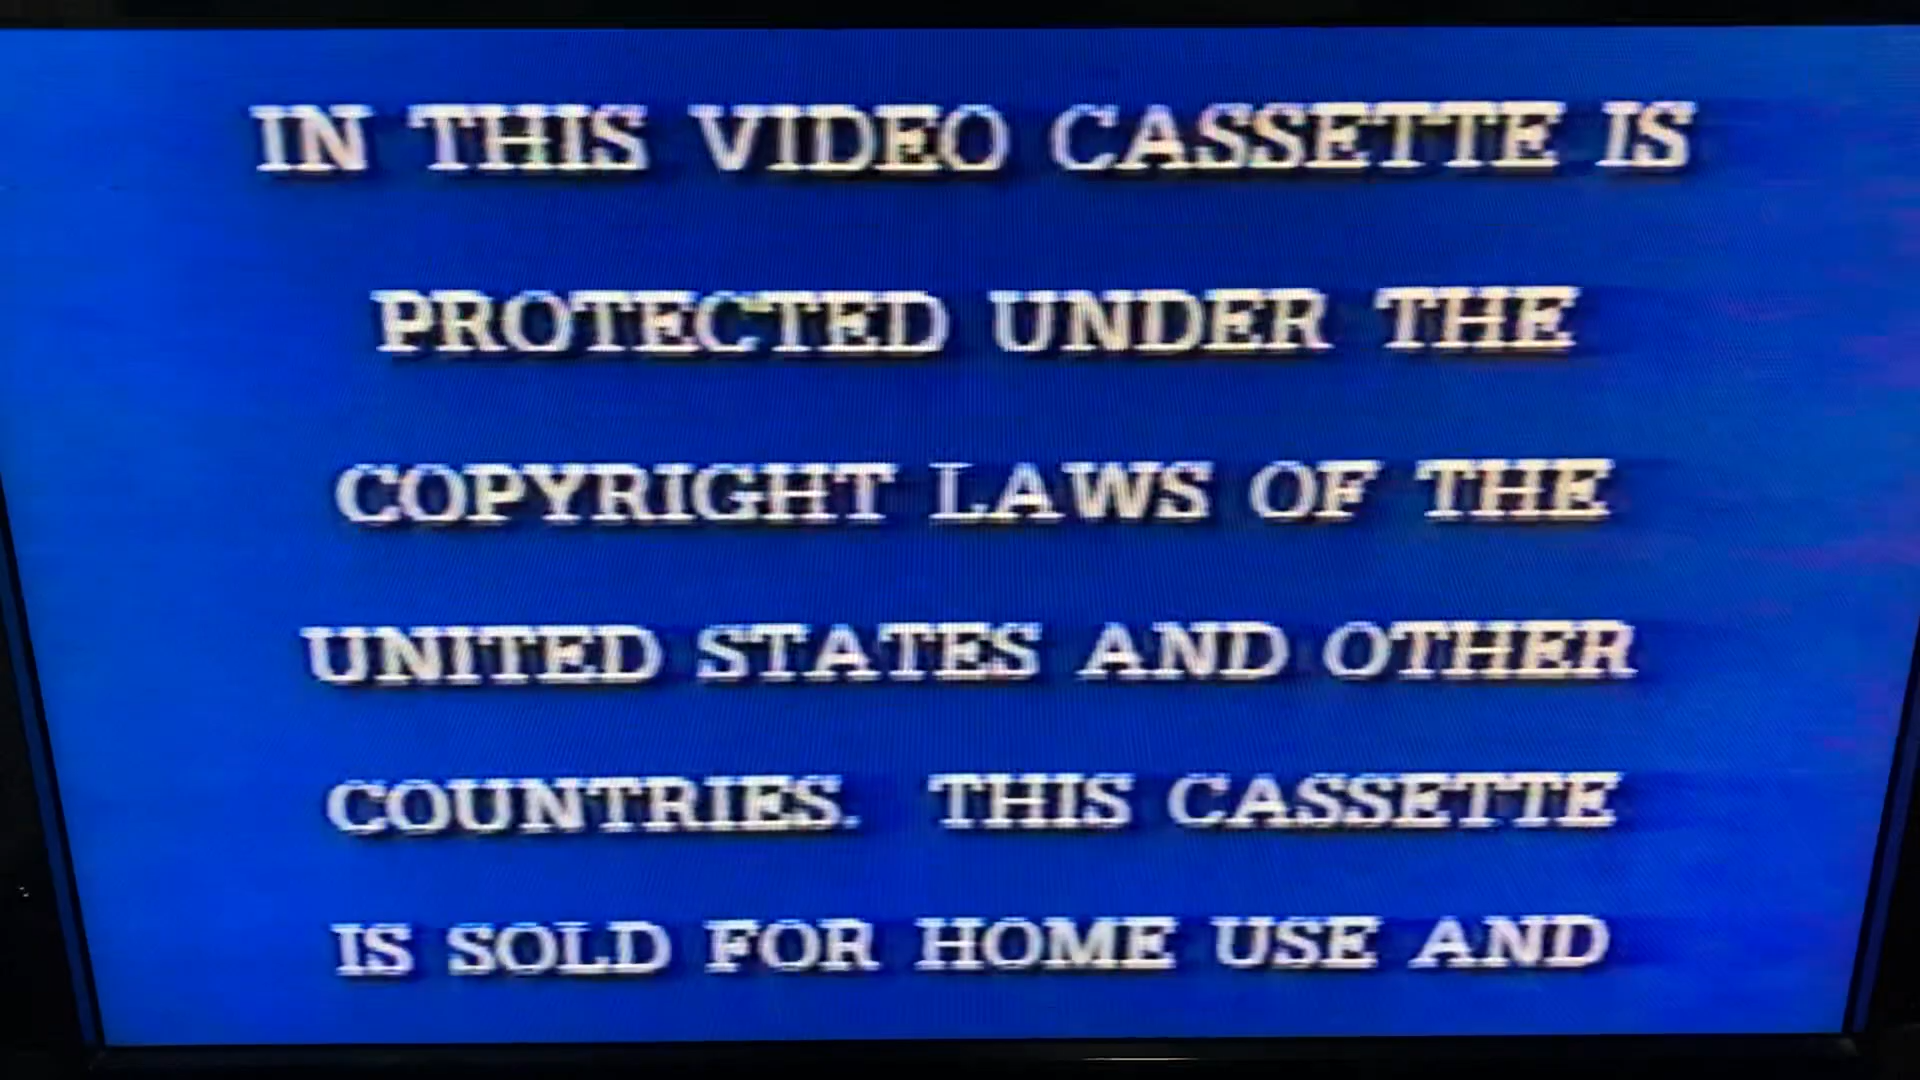 IN THIS VIDEO CASSETTE IS
PROTECTED UNDER THE
COPYRIGHT LAWS OF THE
UNITED STATES AND OTHER
COUNTRIES. THIS CASSETTE
IS SOLD FOR HOME USE AND